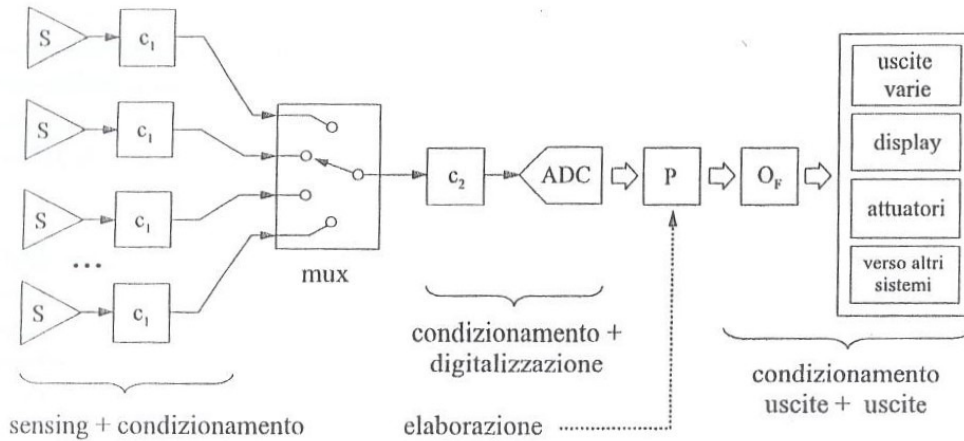 S
c₁
S
c₁
S
c₁
...
S
c₁
mux
c₂
ADC
P
O_F
uscite
varie
display
attuatori
verso altri
sistemi
sensing + condizionamento
condizionamento +
digitalizzazione
elaborazione
condizionamento
uscite + uscite